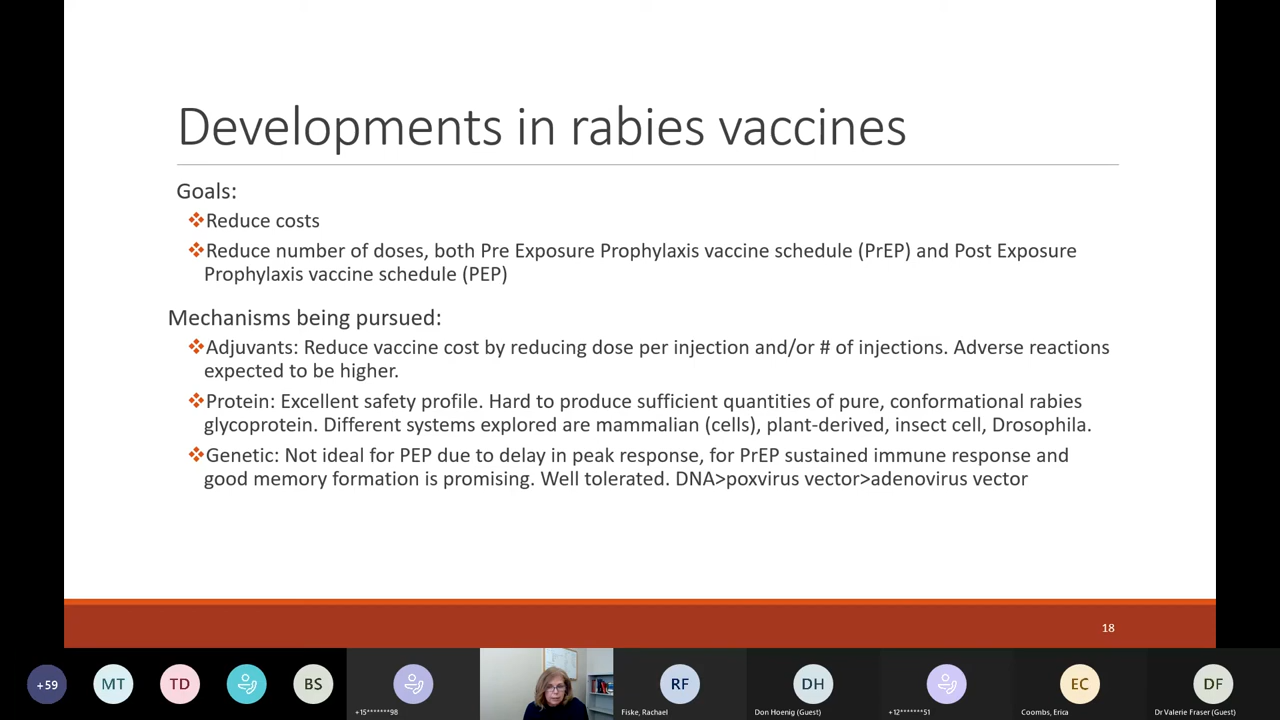 Developments in rabies vaccines
Goals:
❖Reduce costs
❖Reduce number of doses, both Pre Exposure Prophylaxis vaccine schedule (PrEP) and Post Exposure
Prophylaxis vaccine schedule (PEP)
Mechanisms being pursued:
❖Adjuvants: Reduce vaccine cost by reducing dose per injection and/or # of injections. Adverse reactions
expected to be higher.
❖Protein: Excellent safety profile. Hard to produce sufficient quantities of pure, conformational rabies
glycoprotein. Different systems explored are mammalian (cells), plant-derived, insect cell, Drosophila.
❖Genetic: Not ideal for PEP due to delay in peak response, for PrEP sustained immune response and
good memory formation is promising. Well tolerated. DNA>poxvirus vector>adenovirus vector
18
+59 MT TD BS RF DH EC DF
+15*******98 Fiske, Rachael Don Hoenig (Guest) +12*******51 Coombs, Erica Dr Valerie Fraser (Guest)